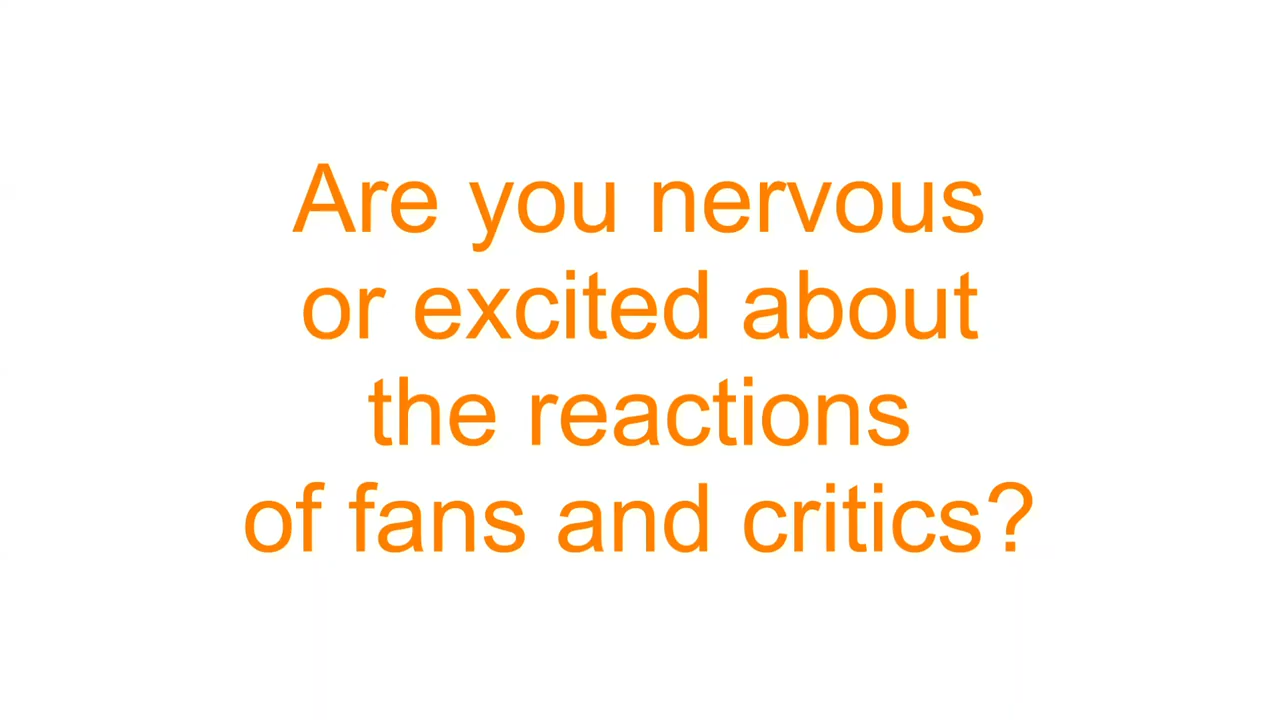 Are you nervous
or excited about
the reactions
of fans and critics?